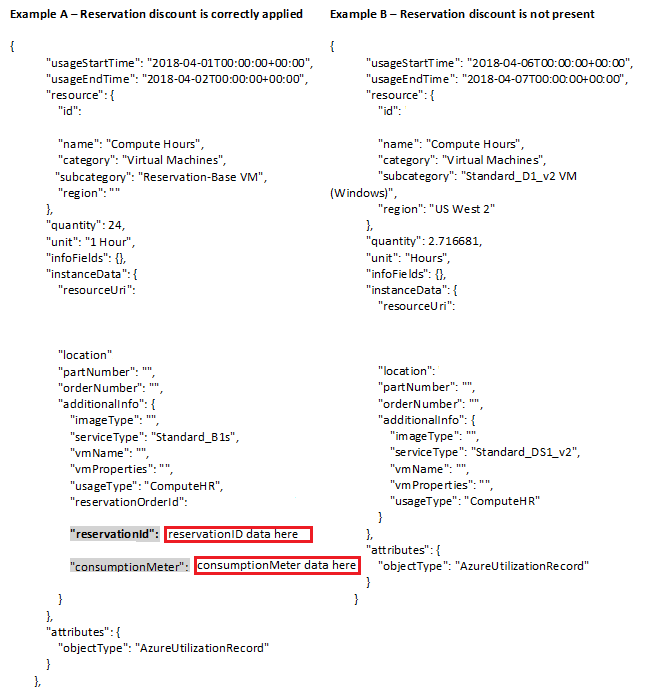 Example A – Reservation discount is correctly applied
{
"usageStartTime": "2018-04-01T00:00:00+00:00",
"usageEndTime": "2018-04-02T00:00:00+00:00",
"resource": {
"id":
"name": "Compute Hours",
"category": "Virtual Machines",
"subcategory": "Reservation-Base VM",
"region": ""
},
"quantity": 24,
"unit": "1 Hour",
"infoFields": {},
"instanceData": {
"resourceUri":
"location"
"partNumber": "",
"orderNumber": "",
"additionalInfo": {
"imageType": "",
"serviceType": "Standard_B1s",
"vmName": "",
"vmProperties": "",
"usageType": "ComputeHR",
"reservationOrderId":
"reservationId": reservationID data here
"consumptionMeter": consumptionMeter data here
}
},
"attributes": {
"objectType": "AzureUtilizationRecord"
}
},
Example B – Reservation discount is not present
{
"usageStartTime": "2018-04-06T00:00:00+00:00",
"usageEndTime": "2018-04-07T00:00:00+00:00",
"resource": {
"id":
"name": "Compute Hours",
"category": "Virtual Machines",
"subcategory": "Standard_D1_v2 VM
(Windows)",
"region": "US West 2"
},
"quantity": 2.716681,
"unit": "Hours",
"infoFields": {},
"instanceData": {
"resourceUri":
"location":
"partNumber": "",
"orderNumber": "",
"additionalInfo": {
"imageType": "",
"serviceType": "Standard_DS1_v2",
"vmName": "",
"vmProperties": "",
"usageType": "ComputeHR"
}
},
"attributes": {
"objectType": "AzureUtilizationRecord"
}
}